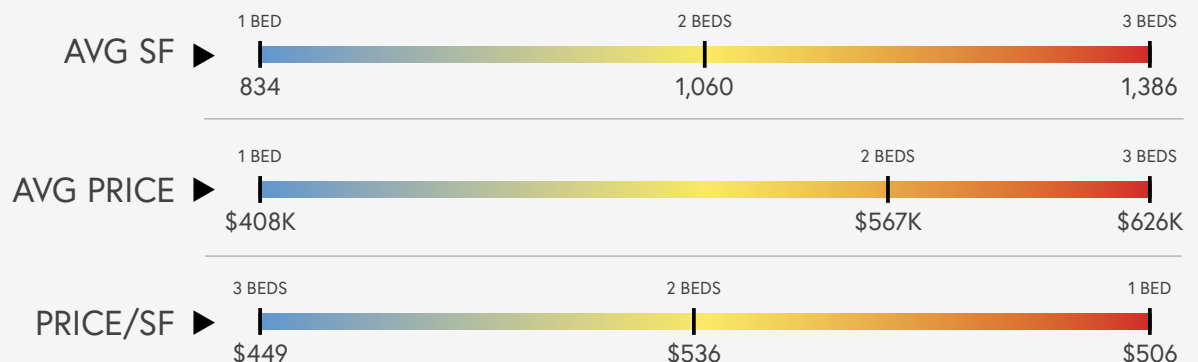 1 BED 2 BEDS 3 BEDS
AVG SF
834 1,060 1,386
1 BED 2 BEDS 3 BEDS
AVG PRICE
$408K $567K $626K
3 BEDS 2 BEDS 1 BED
PRICE/SF
$449 $536 $506